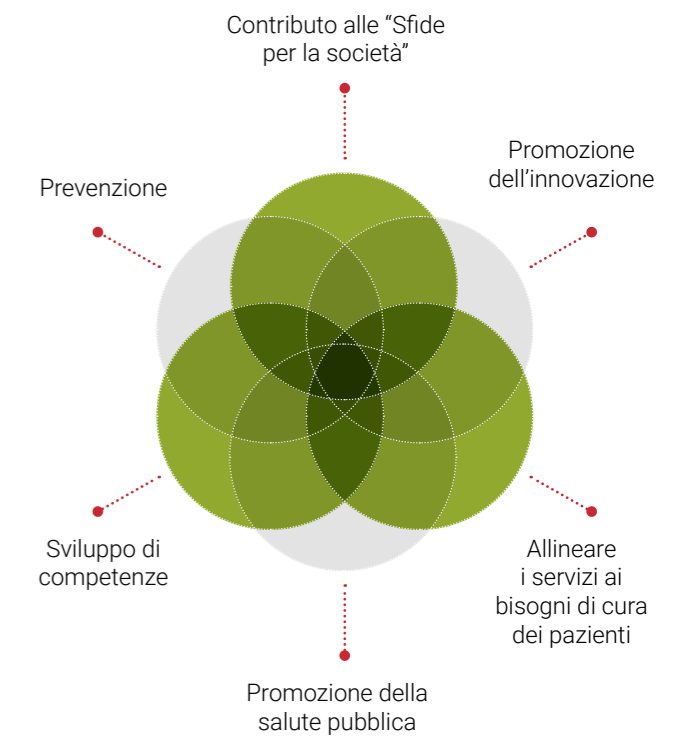 Contributo alle “Sfide
per la società”
Promozione
dell’innovazione
Prevenzione
Sviluppo di
competenze
Allineare
i servizi ai
bisogni di cura
dei pazienti
Promozione della
salute pubblica